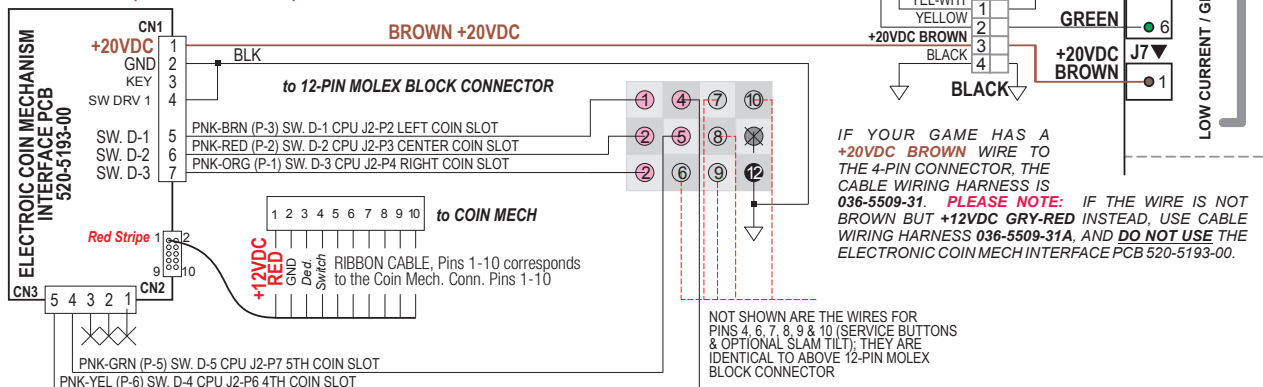 ELECTROIC COIN MECHANISM
INTERFACE PCB
520-5193-00
CN1
+20VDC 1
GND 2
KEY 3
SW DRV 1 4
SW. D-1 5
SW. D-2 6
SW. D-3 7
BROWN +20VDC
BLK
to 12-PIN MOLEX BLOCK CONNECTOR
PNK-BRN (P-3) SW. D-1 CPU J2-P2 LEFT COIN SLOT
PNK-RED (P-2) SW. D-2 CPU J2-P3 CENTER COIN SLOT
PNK-ORG (P-1) SW. D-3 CPU J2-P4 RIGHT COIN SLOT
1 4 7 10
2 5 8
2 6 9 12
Red Stripe 1 2
9 10
CN2
CN3
5 4 3 2 1
1 2 3 4 5 6 7 8 9 10
to COIN MECH
+12VDC
RED
GND
Ded.
Switch
RIBBON CABLE, Pins 1-10 corresponds
to the Coin Mech. Conn. Pins 1-10
PNK-GRN (P-5) SW. D-5 CPU J2-P7 5TH COIN SLOT
PNK-YEL (P-6) SW. D-4 CPU J2-P6 4TH COIN SLOT
NOT SHOWN ARE THE WIRES FOR
PINS 4, 6, 7, 8, 9 & 10 (SERVICE BUTTONS
& OPTIONAL SLAM TILT); THEY ARE
IDENTICAL TO ABOVE 12-PIN MOLEX
BLOCK CONNECTOR
YEL-WHT 1
YELLOW 2
+20VDC BROWN 3
BLACK 4
BLACK
GREEN
6
+20VDC
BROWN
J7
1
LOW CURRENT / GI
IF YOUR GAME HAS A
+20VDC BROWN WIRE TO
THE 4-PIN CONNECTOR, THE
CABLE WIRING HARNESS IS
036-5509-31. PLEASE NOTE: IF THE WIRE IS NOT
BROWN BUT +12VDC GRY-RED INSTEAD, USE CABLE
WIRING HARNESS 036-5509-31A, AND DO NOT USE THE
ELECTRONIC COIN MECH INTERFACE PCB 520-5193-00.